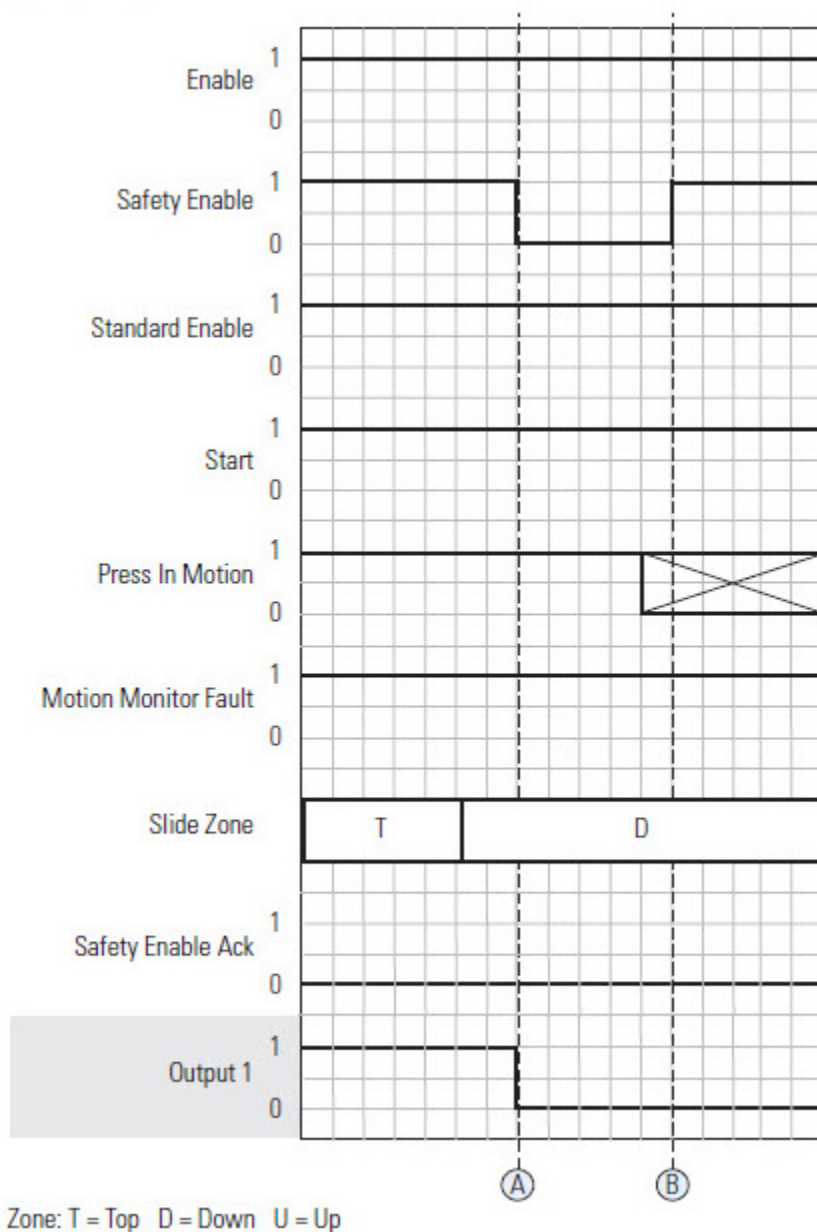 1
Enable
0
1
Safety Enable
0
1
Standard Enable
0
1
Start
0
1
Press In Motion
0
1
Motion Monitor Fault
0
Slide Zone T D
1
Safety Enable Ack
0
1
Output 1
0
A B
Zone: T = Top D = Down U = Up